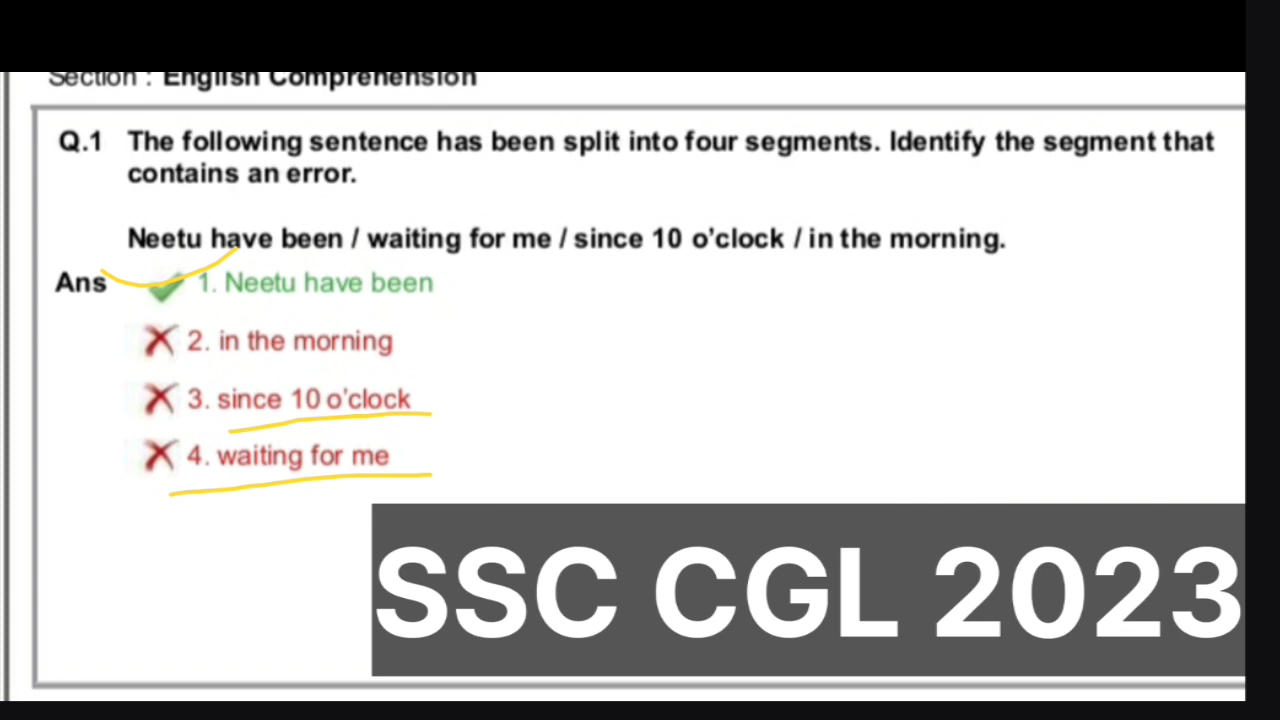 Section : English Comprehension
Q.1 The following sentence has been split into four segments. Identify the segment that
contains an error.
Neetu have been / waiting for me / since 10 o'clock / in the morning.
Ans 1. Neetu have been
2. in the morning
3. since 10 o'clock
4. waiting for me
SSC CGL 2023